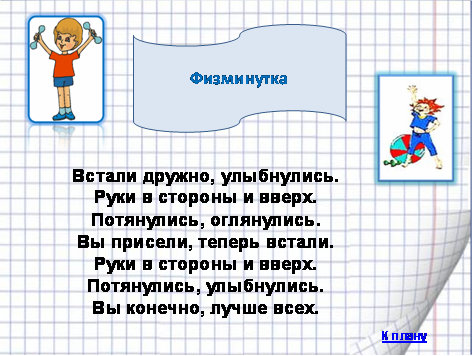 Физминутка
Встали дружно, улыбнулись.
Руки в стороны и вверх.
Потянулись, оглянулись.
Вы присели, теперь встали.
Руки в стороны и вверх.
Потянулись, улыбнулись.
Вы конечно, лучше всех.
К плану